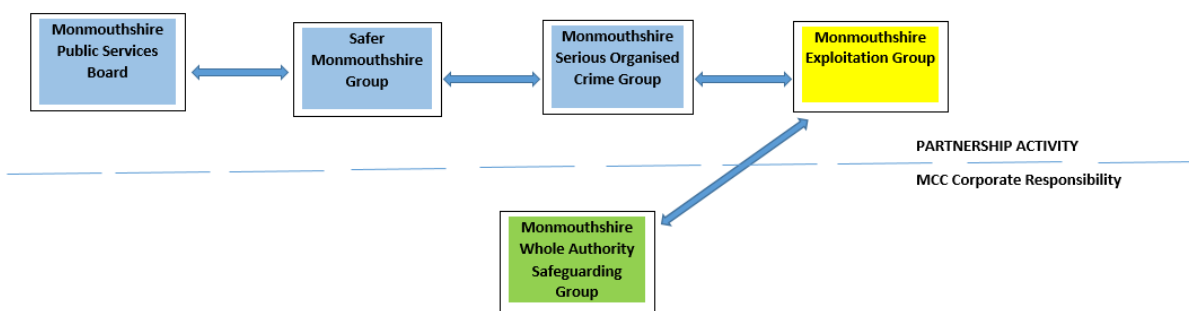 Monmouthshire
Public Services
Board
Safer
Monmouthshire
Group
Monmouthshire
Serious Organised
Crime Group
Monmouthshire
Exploitation Group
PARTNERSHIP ACTIVITY
MCC Corporate Responsibility
Monmouthshire
Whole Authority
Safeguarding
Group